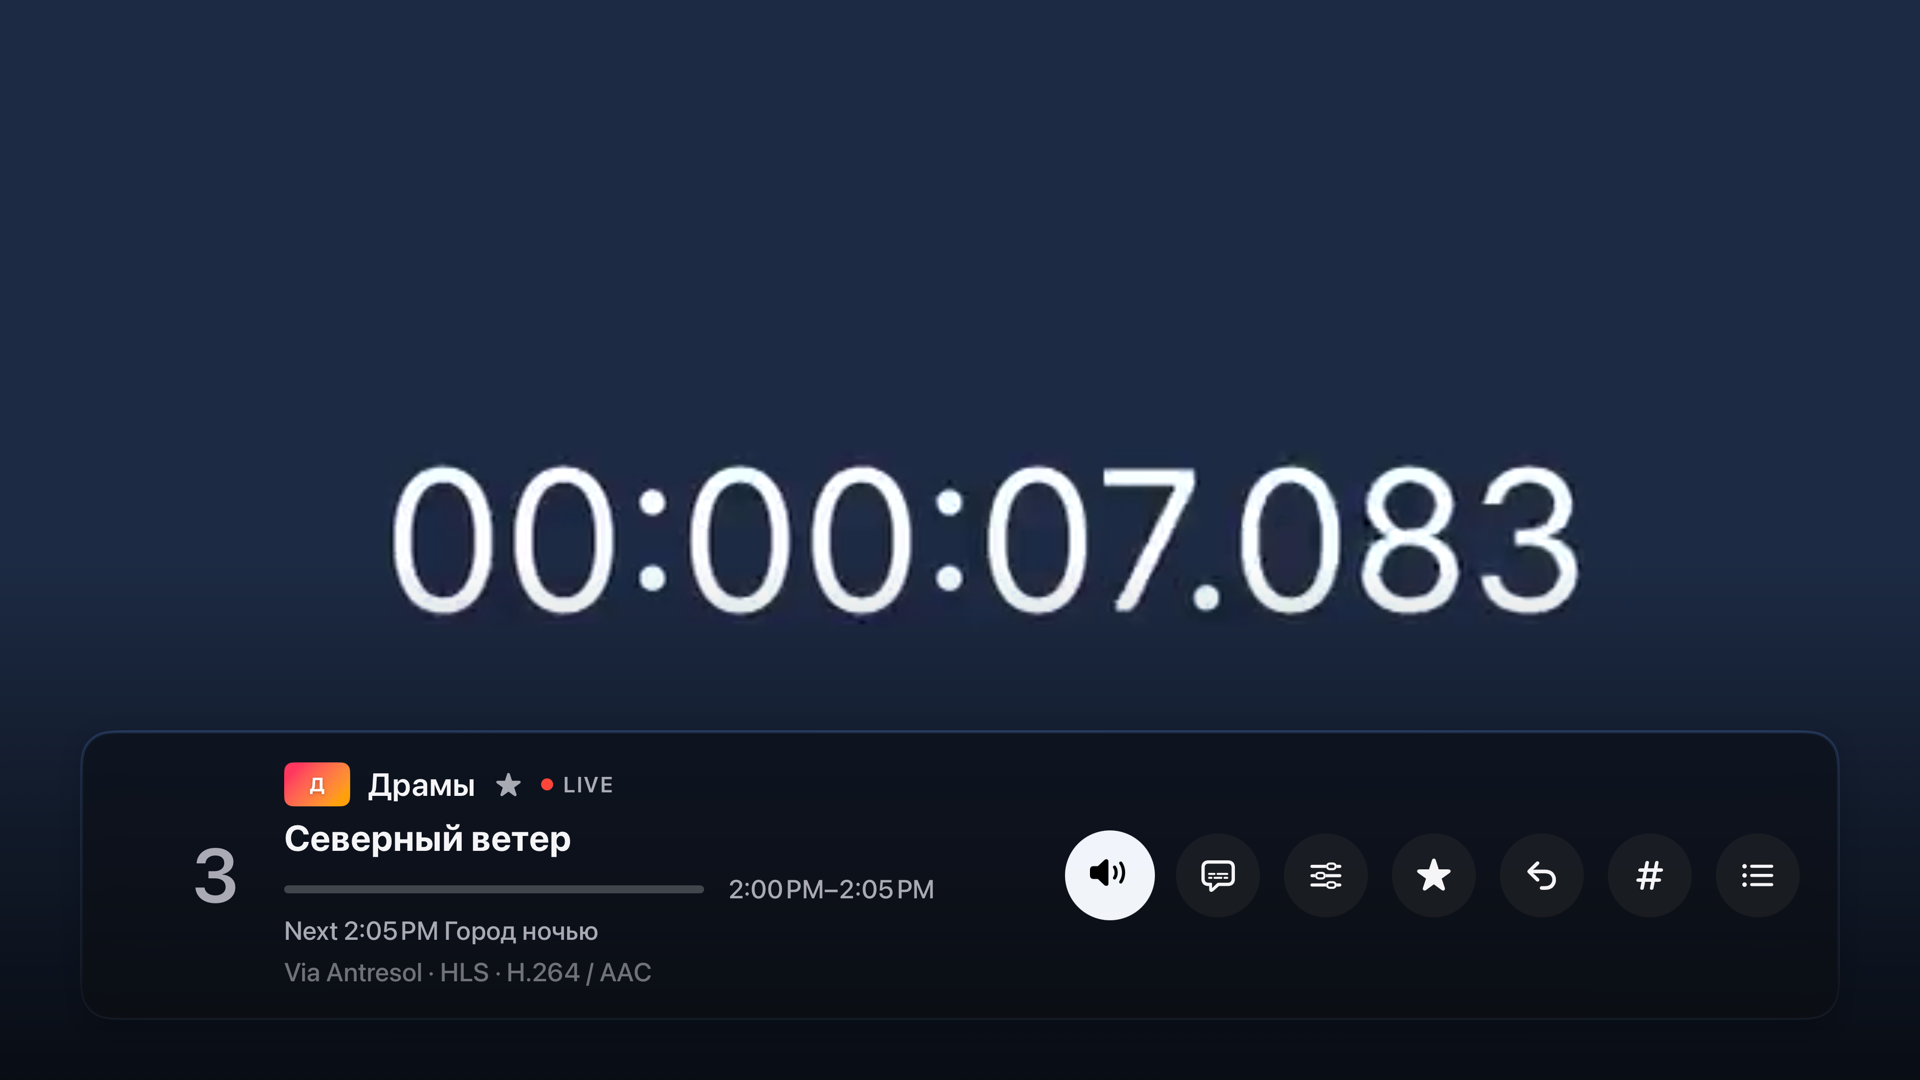 00:00:07.083
Д Драмы LIVE
Северный ветер
3
2:00 PM–2:05 PM
Next 2:05 PM Город ночью
Via Antresol · HLS · H.264 / AAC
#